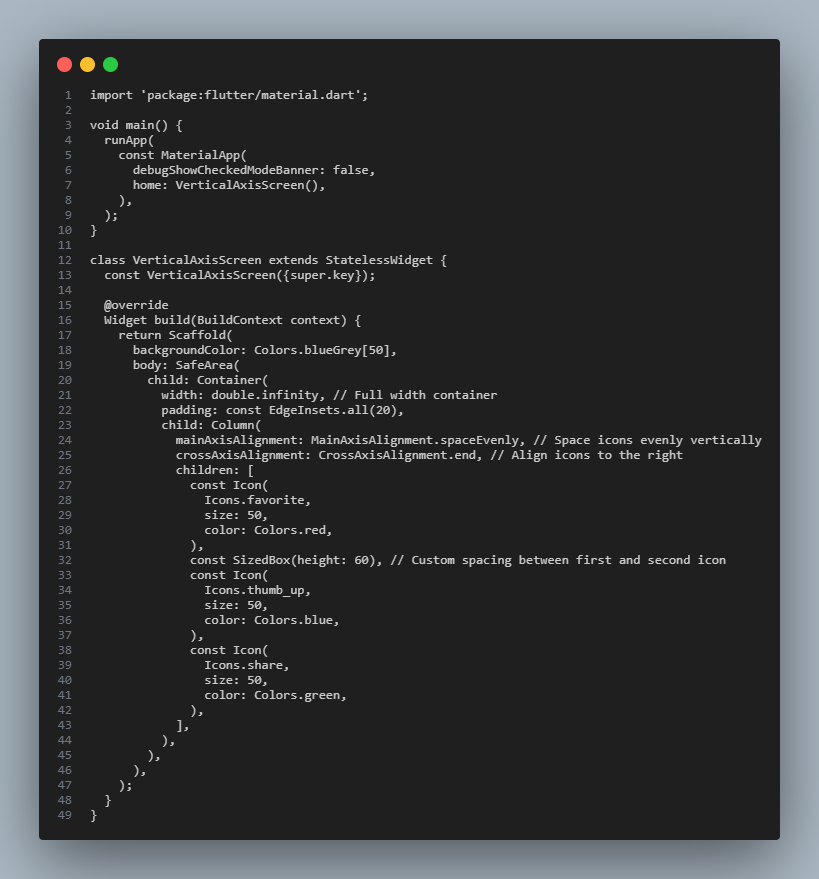 1 import 'package:flutter/material.dart';
2
3 void main() {
4   runApp(
5     const MaterialApp(
6       debugShowCheckedModeBanner: false,
7       home: VerticalAxisScreen(),
8     ),
9   );
10 }
11
12 class VerticalAxisScreen extends StatelessWidget {
13   const VerticalAxisScreen({super.key});
14
15   @override
16   Widget build(BuildContext context) {
17     return Scaffold(
18       backgroundColor: Colors.blueGrey[50],
19       body: SafeArea(
20         child: Container(
21           width: double.infinity, // Full width container
22           padding: const EdgeInsets.all(20),
23           child: Column(
24             mainAxisAlignment: MainAxisAlignment.spaceEvenly, // Space icons evenly vertically
25             crossAxisAlignment: CrossAxisAlignment.end, // Align icons to the right
26             children: [
27               const Icon(
28                 Icons.favorite,
29                 size: 50,
30                 color: Colors.red,
31               ),
32               const SizedBox(height: 60), // Custom spacing between first and second icon
33               const Icon(
34                 Icons.thumb_up,
35                 size: 50,
36                 color: Colors.blue,
37               ),
38               const Icon(
39                 Icons.share,
40                 size: 50,
41                 color: Colors.green,
42               ),
43             ],
44           ),
45         ),
46       ),
47     );
48   }
49 }